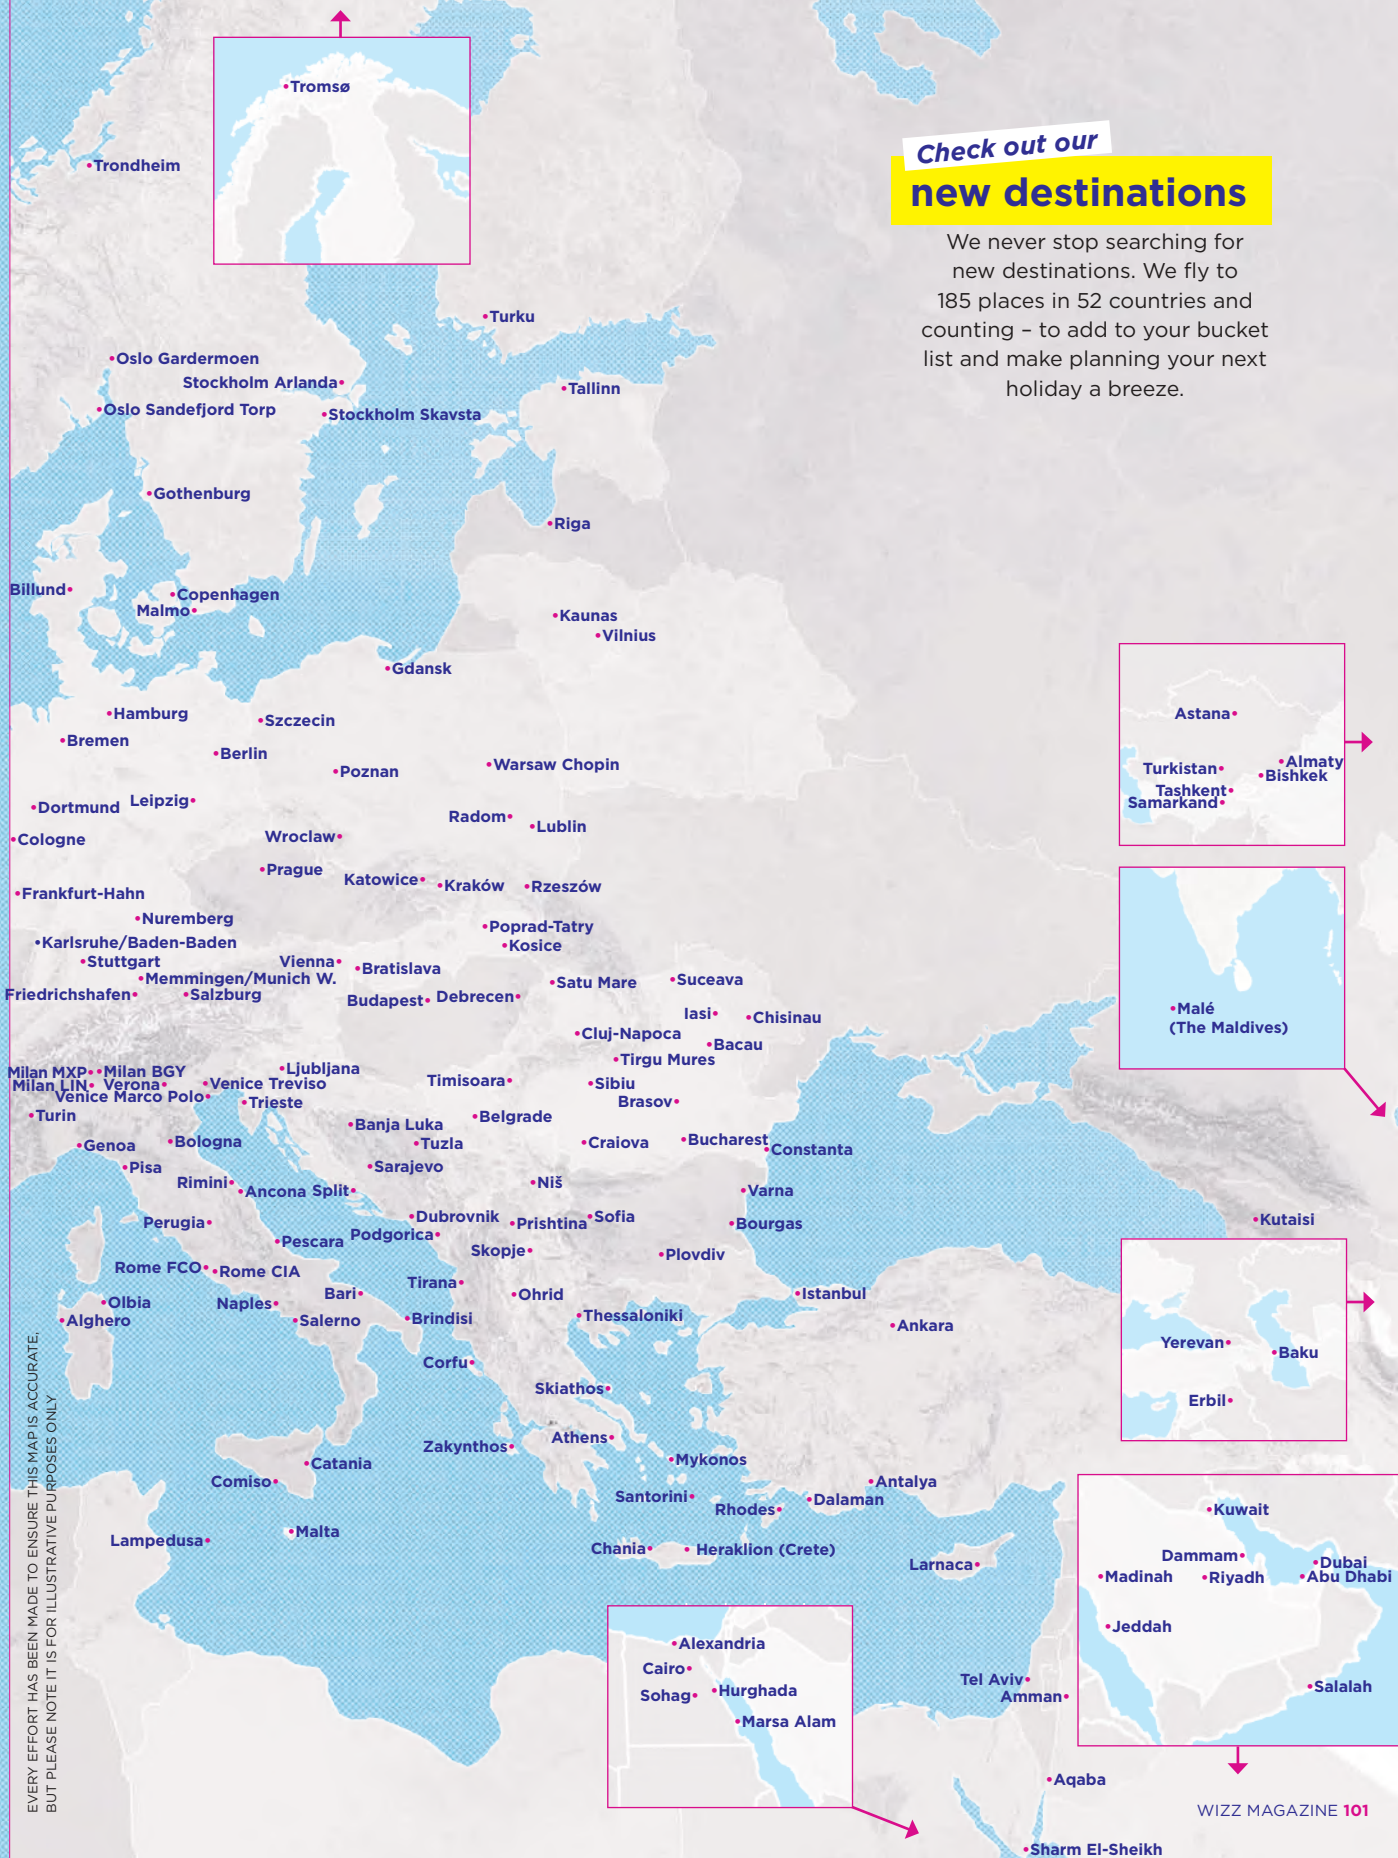 Tromsø
Trondheim
Check out our
new destinations
We never stop searching for
new destinations. We fly to
185 places in 52 countries and
counting – to add to your bucket
list and make planning your next
holiday a breeze.
Turku
Oslo Gardermoen
Stockholm Arlanda
Tallinn
Oslo Sandefjord Torp
Stockholm Skavsta
Gothenburg
Riga
Billund
Copenhagen
Malmo
Kaunas
Vilnius
Gdansk
Hamburg
Szczecin
Bremen
Berlin
Poznan
Warsaw Chopin
Dortmund
Leipzig
Radom
Lublin
Cologne
Wroclaw
Prague
Katowice
Kraków
Rzeszów
Frankfurt-Hahn
Nuremberg
Poprad-Tatry
Karlsruhe/Baden-Baden
Kosice
Stuttgart
Vienna
Bratislava
Memmingen/Munich W.
Satu Mare
Suceava
Friedrichshafen
Salzburg
Budapest
Debrecen
Iasi
Chisinau
Cluj-Napoca
Bacau
Tirgu Mures
Milan MXP
Milan BGY
Ljubljana
Milan LIN
Verona
Venice Treviso
Timisoara
Sibiu
Venice Marco Polo
Trieste
Brasov
Turin
Banja Luka
Belgrade
Genoa
Bologna
Tuzla
Craiova
Bucharest
Constanta
Pisa
Sarajevo
Rimini
Ancona
Split
Niš
Varna
Perugia
Dubrovnik
Prishtina
Sofia
Bourgas
Pescara
Podgorica
Skopje
Plovdiv
Kutaisi
Rome FCO
Rome CIA
Tirana
Bari
Ohrid
Istanbul
Olbia
Naples
Alghero
Salerno
Brindisi
Thessaloniki
Ankara
Corfu
Skiathos
Zakynthos
Athens
Mykonos
Catania
Comiso
Santorini
Rhodes
Dalaman
Antalya
Malta
Lampedusa
Chania
Heraklion (Crete)
Larnaca
Tel Aviv
Amman
Aqaba
Sharm El-Sheikh
Astana
Almaty
Turkistan
Bishkek
Tashkent
Samarkand
Malé
(The Maldives)
Yerevan
Baku
Erbil
Kuwait
Dammam
Dubai
Madinah
Riyadh
Abu Dhabi
Jeddah
Salalah
Alexandria
Cairo
Sohag
Hurghada
Marsa Alam
EVERY EFFORT HAS BEEN MADE TO ENSURE THIS MAP IS ACCURATE,
BUT PLEASE NOTE IT IS FOR ILLUSTRATIVE PURPOSES ONLY
WIZZ MAGAZINE 101